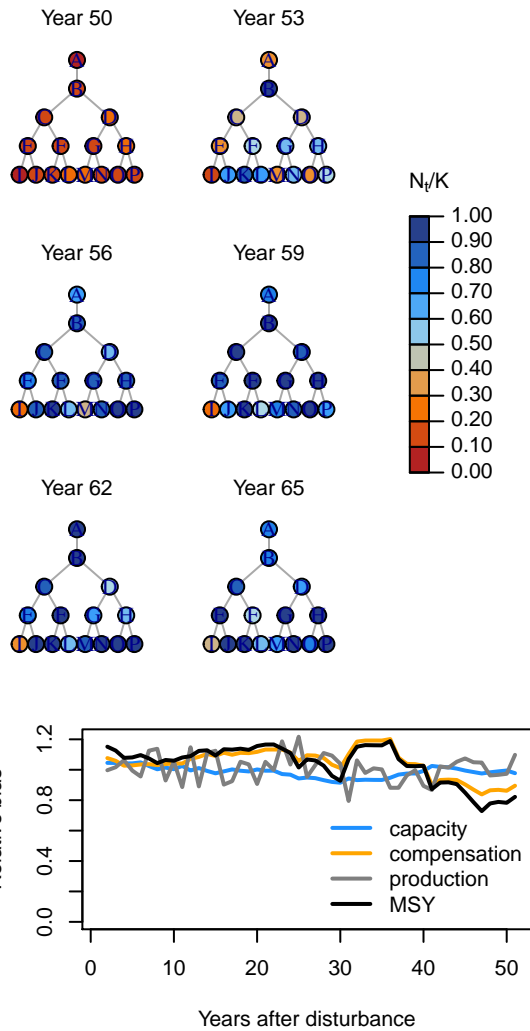 Year 50
Year 53
A
B
E F G H
I J K L M N O P
A
B
E F G H
I J K L M N O P
N_t/K
1.00
0.90
0.80
0.70
0.60
0.50
0.40
0.30
0.20
0.10
0.00
Year 56
Year 59
A
B
E F G H
I J K L M N O P
A
B
E F G H
I J K L M N O P
Year 62
Year 65
A
B
E F G H
I J K L M N O P
A
B
E F G H
I J K L M N O P
1.2
0.8
0.4
0.0
capacity
compensation
production
MSY
0 10 20 30 40 50
Years after disturbance